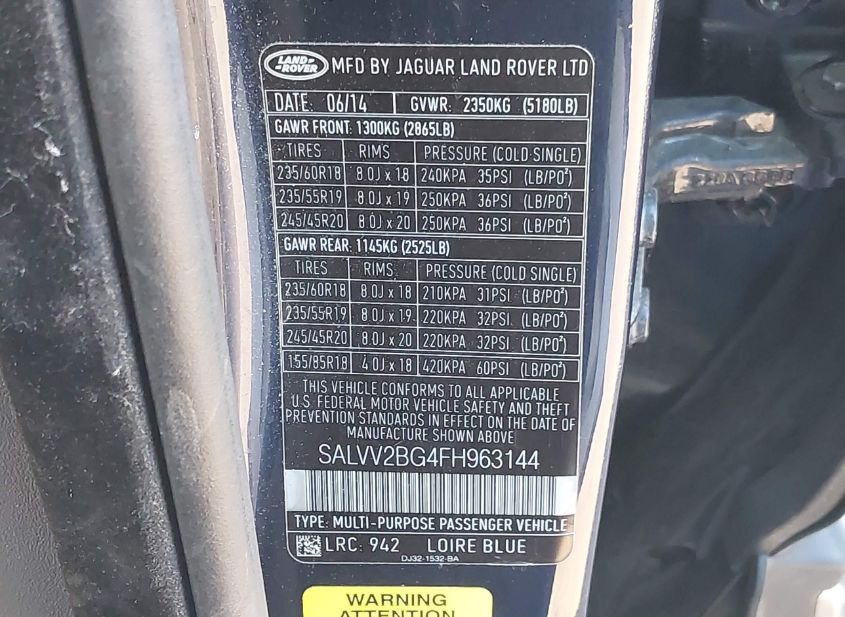 LAND ROVER MFD BY JAGUAR LAND ROVER LTD
DATE: 06/14 GVWR: 2350KG (5180LB)
GAWR FRONT: 1300KG (2865LB)
TIRES RIMS PRESSURE (COLD SINGLE)
235/60R18 8.0J x 18 240KPA 35PSI (LB/PO²)
235/55R19 8.0J x 19 250KPA 36PSI (LB/PO²)
245/45R20 8.0J x 20 250KPA 36PSI (LB/PO²)
GAWR REAR: 1145KG (2525LB)
TIRES RIMS PRESSURE (COLD SINGLE)
235/60R18 8.0J x 18 210KPA 31PSI (LB/PO²)
235/55R19 8.0J x 19 220KPA 32PSI (LB/PO²)
245/45R20 8.0J x 20 220KPA 32PSI (LB/PO²)
155/85R18 4.0J x 18 420KPA 60PSI (LB/PO²)
THIS VEHICLE CONFORMS TO ALL APPLICABLE
U.S. FEDERAL MOTOR VEHICLE SAFETY AND THEFT
PREVENTION STANDARDS IN EFFECT ON THE DATE OF
MANUFACTURE SHOWN ABOVE
SALVV2BG4FH963144
TYPE: MULTI-PURPOSE PASSENGER VEHICLE
LRC: 942 LOIRE BLUE
DJ32-1532-BA
WARNING
ATTENTION